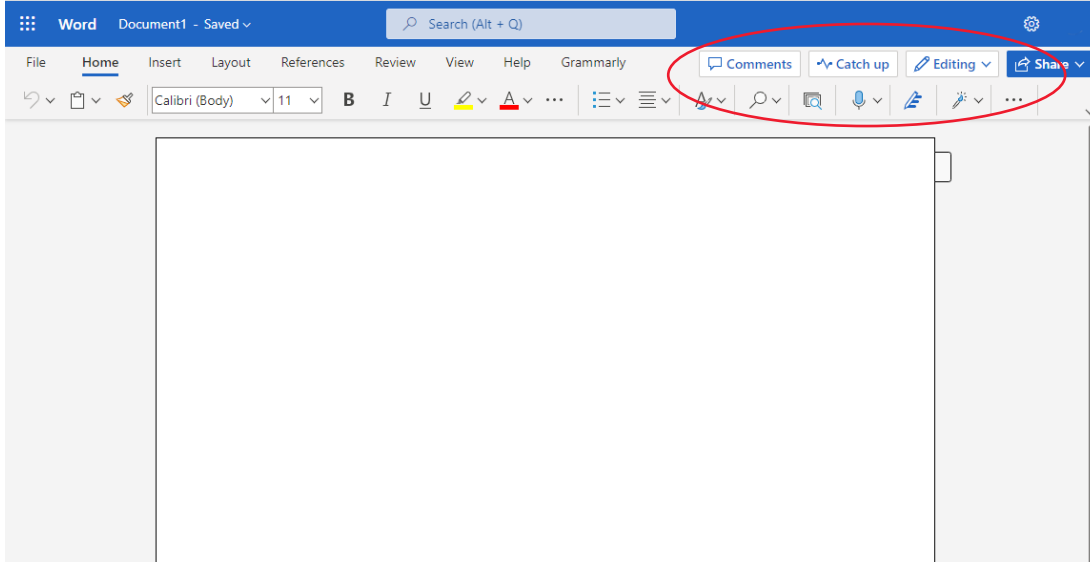 Word Document1 - Saved Search (Alt + Q)
File Home Insert Layout References Review View Help Grammarly Comments Catch up Editing Share
Calibri (Body) 11 B I U A